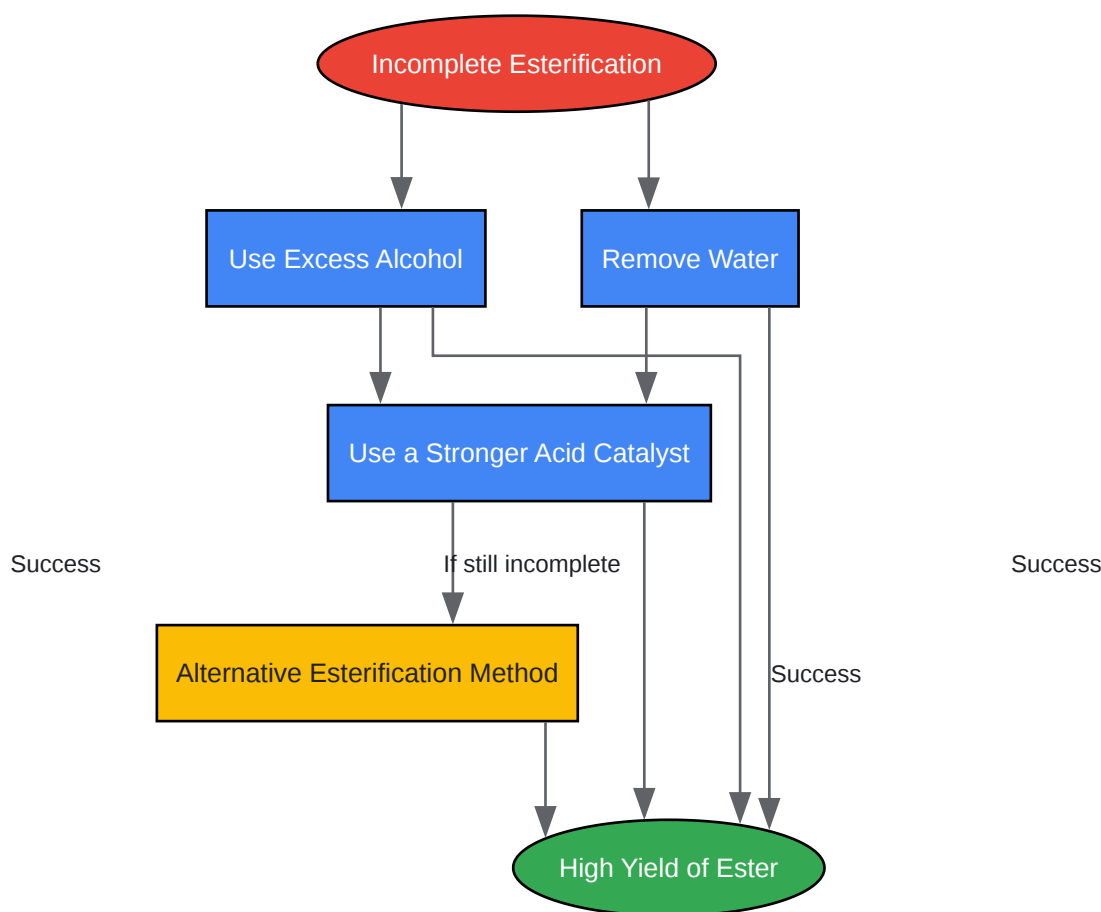 Incomplete Esterification
Use Excess Alcohol
Remove Water
Use a Stronger Acid Catalyst
Success
If still incomplete
Success
Alternative Esterification Method
Success
High Yield of Ester